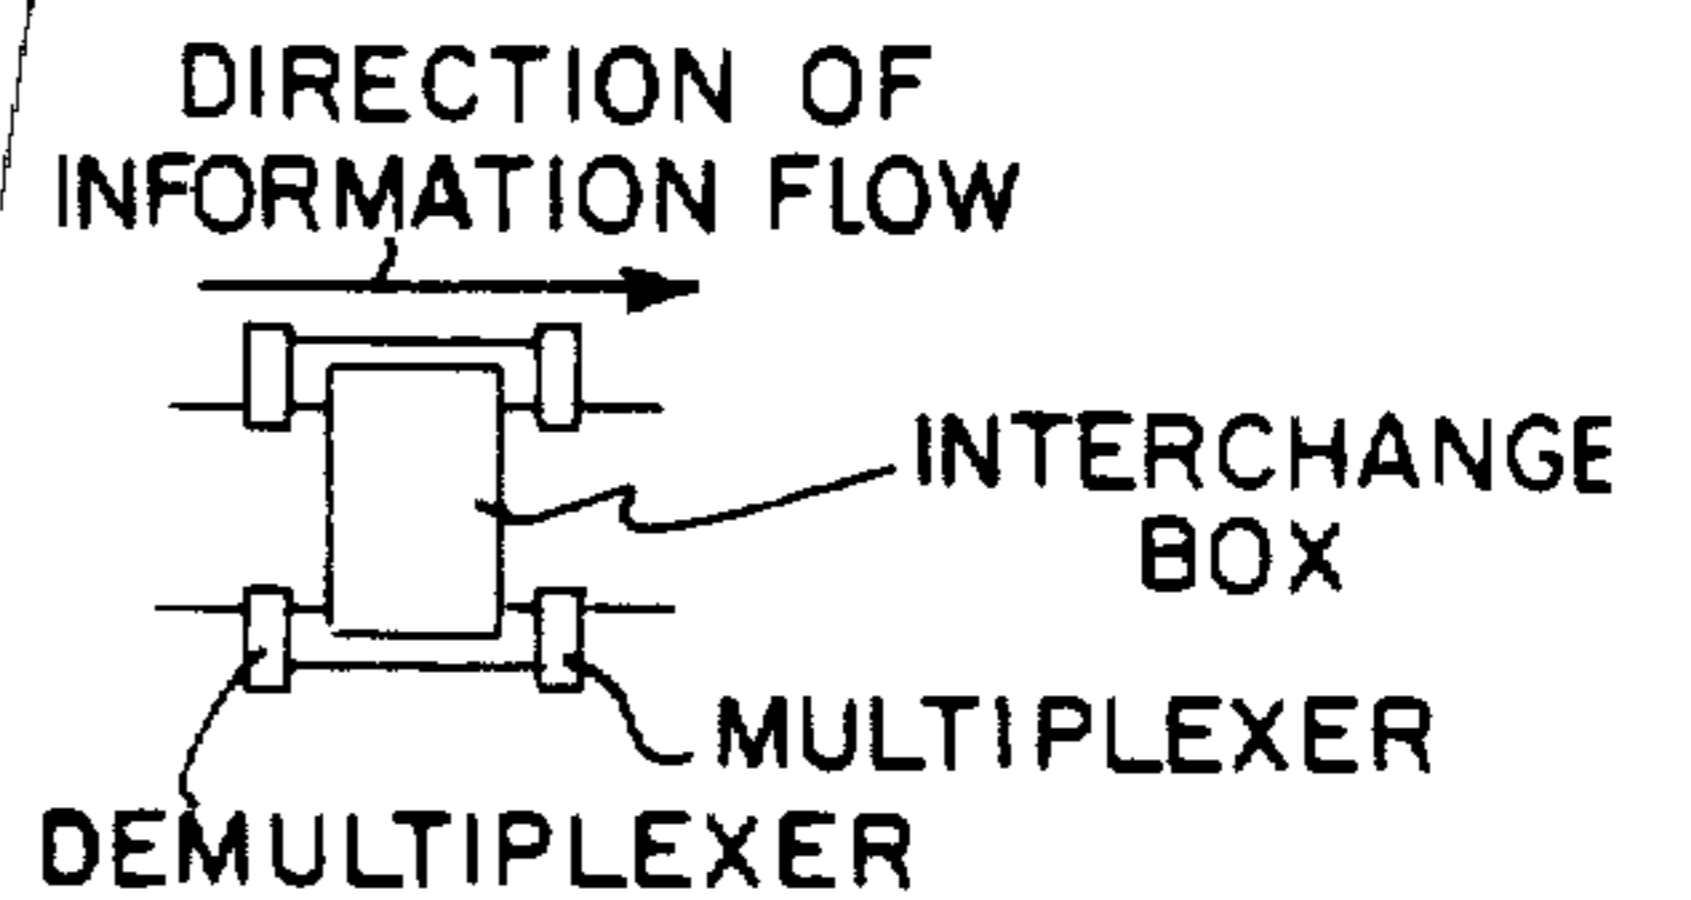 DIRECTION OF
INFORMATION FLOW
INTERCHANGE
BOX
MULTIPLEXER
DEMULTIPLEXER